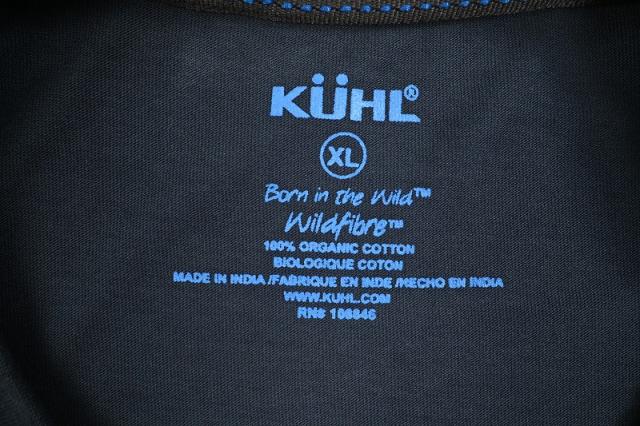 KÜHL®
XL
Born in the Wild™
Wildfibre™
100% ORGANIC COTTON
BIOLOGIQUE COTON
MADE IN INDIA /FABRIQUE EN INDE /HECHO EN INDIA
WWW.KUHL.COM
RN# 106846